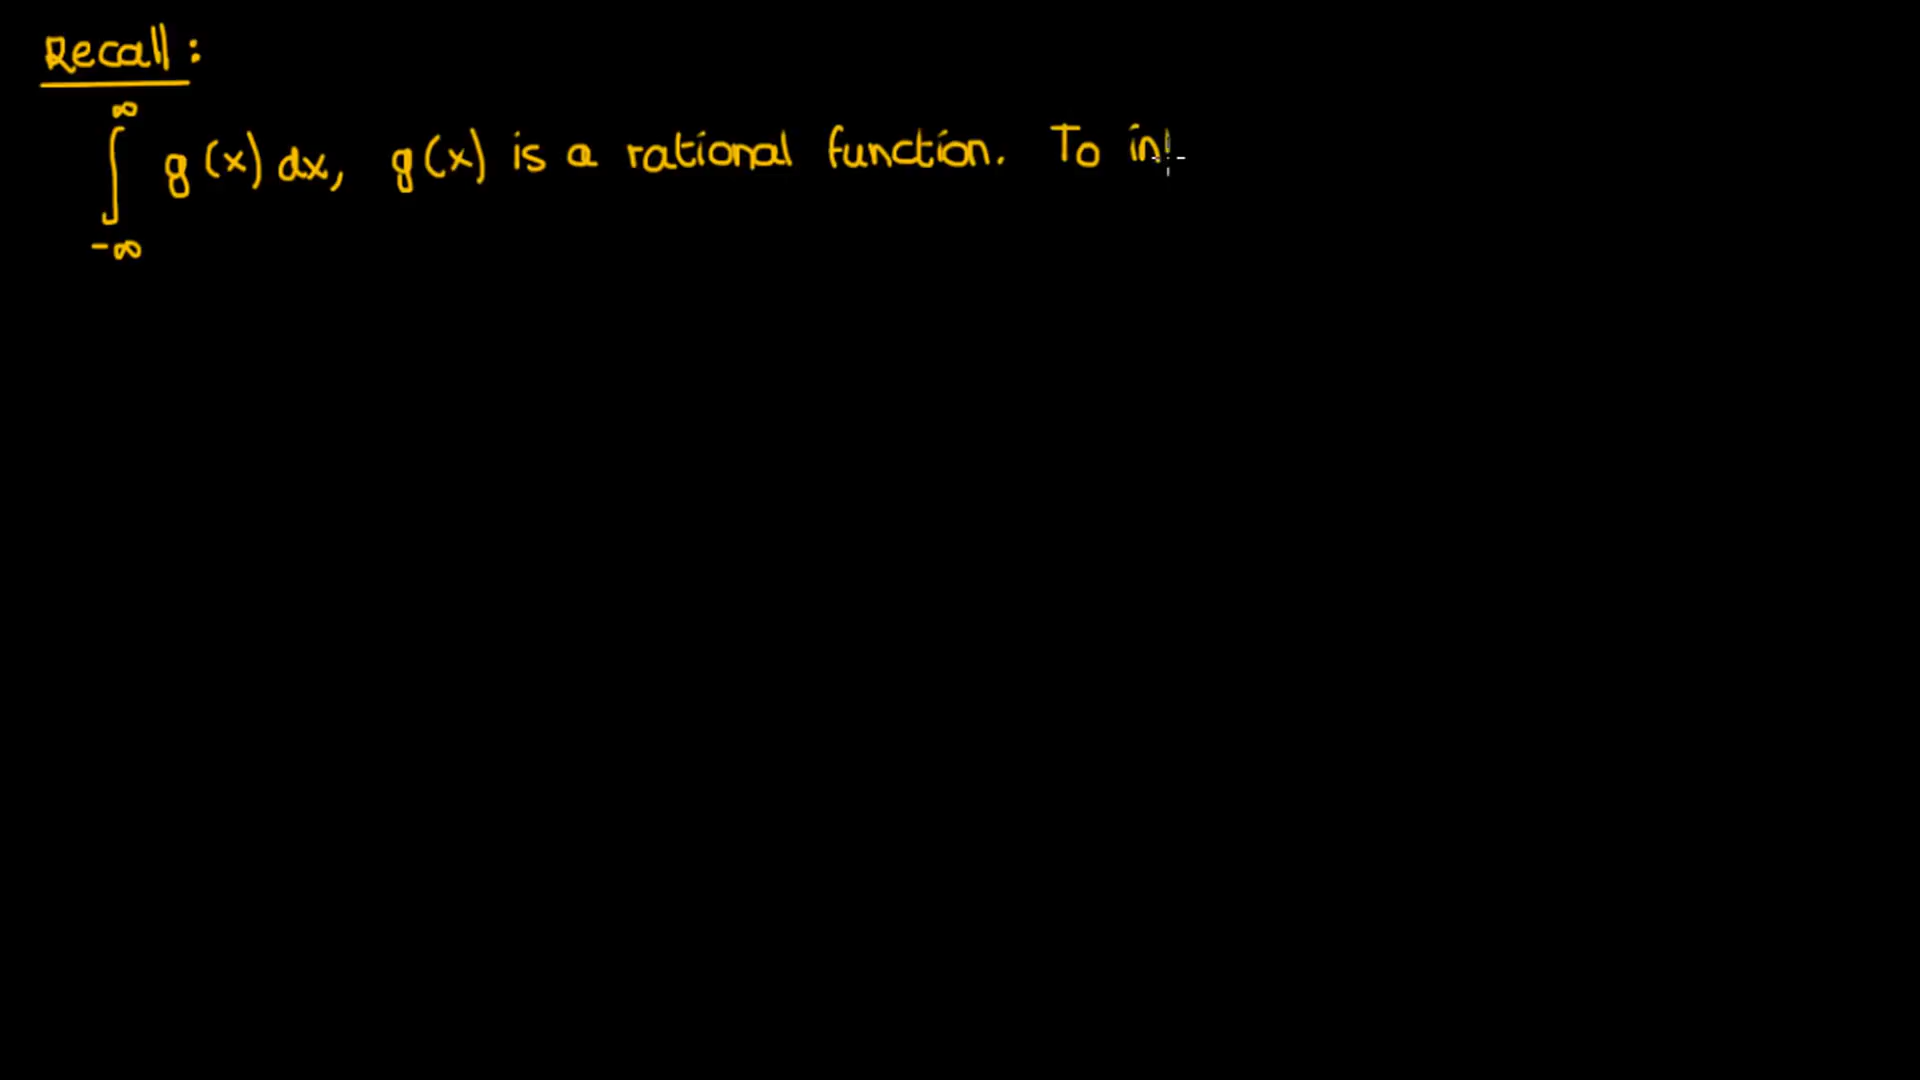 Recall:
∫_{-∞}^{∞} g(x) dx, g(x) is a rational function. To in